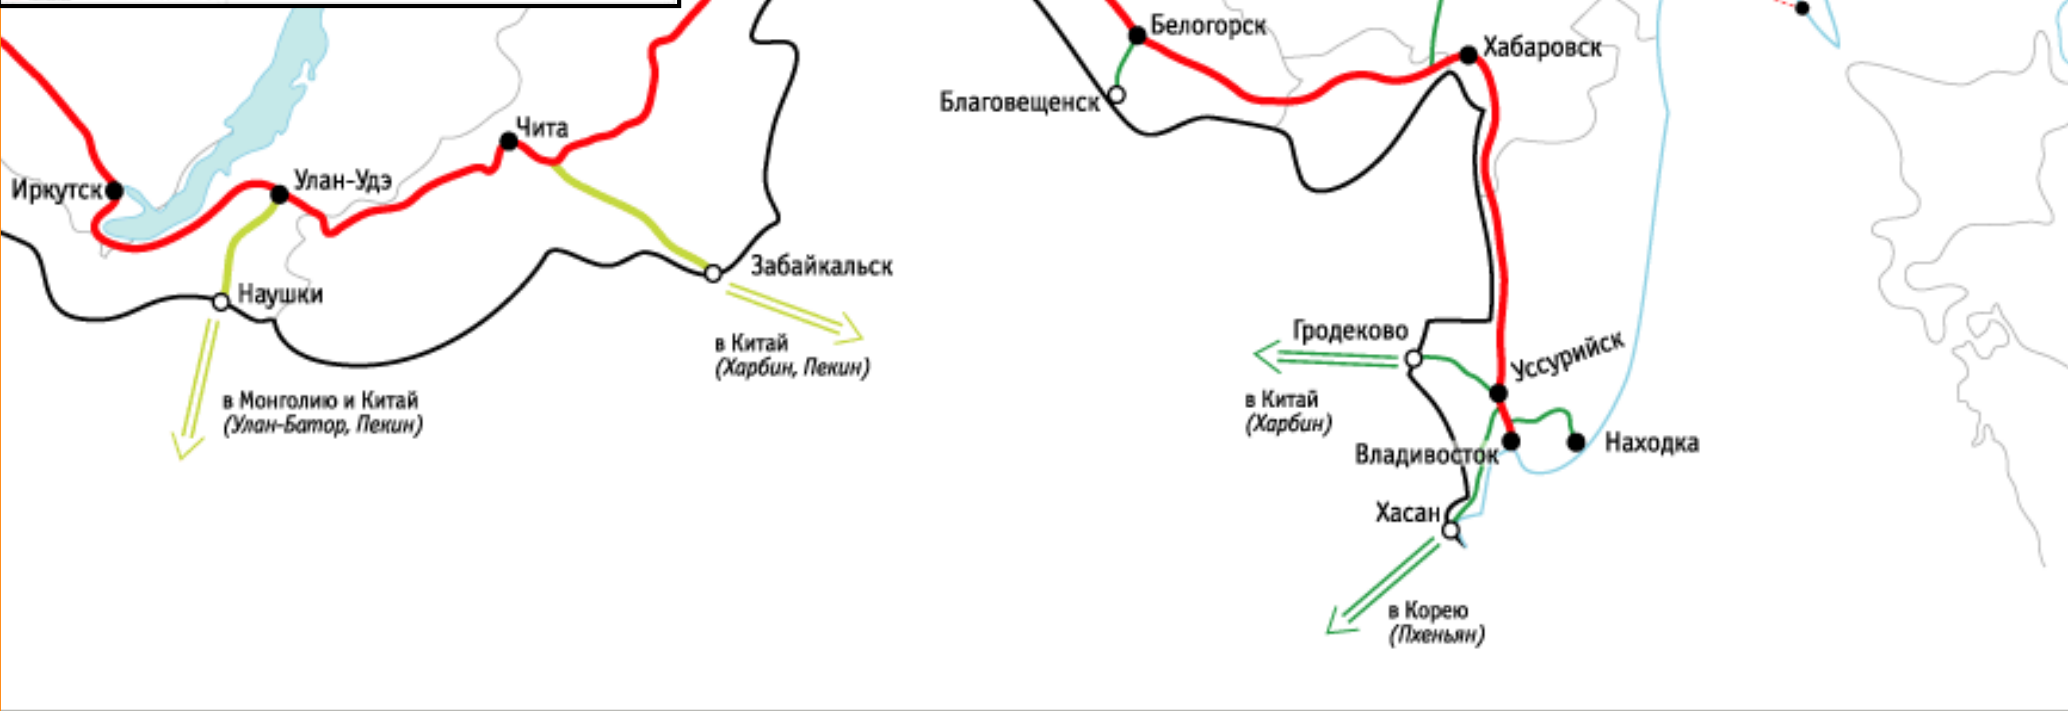 Белогорск
Хабаровск
Благовещенск
Чита
Иркутск
Улан-Удэ
Забайкальск
Наушки
в Китай
(Харбин, Пекин)
Гродеково
Уссурийск
в Монголию и Китай
(Улан-Батор, Пекин)
в Китай
(Харбин)
Владивосток
Находка
Хасан
в Корею
(Пхеньян)